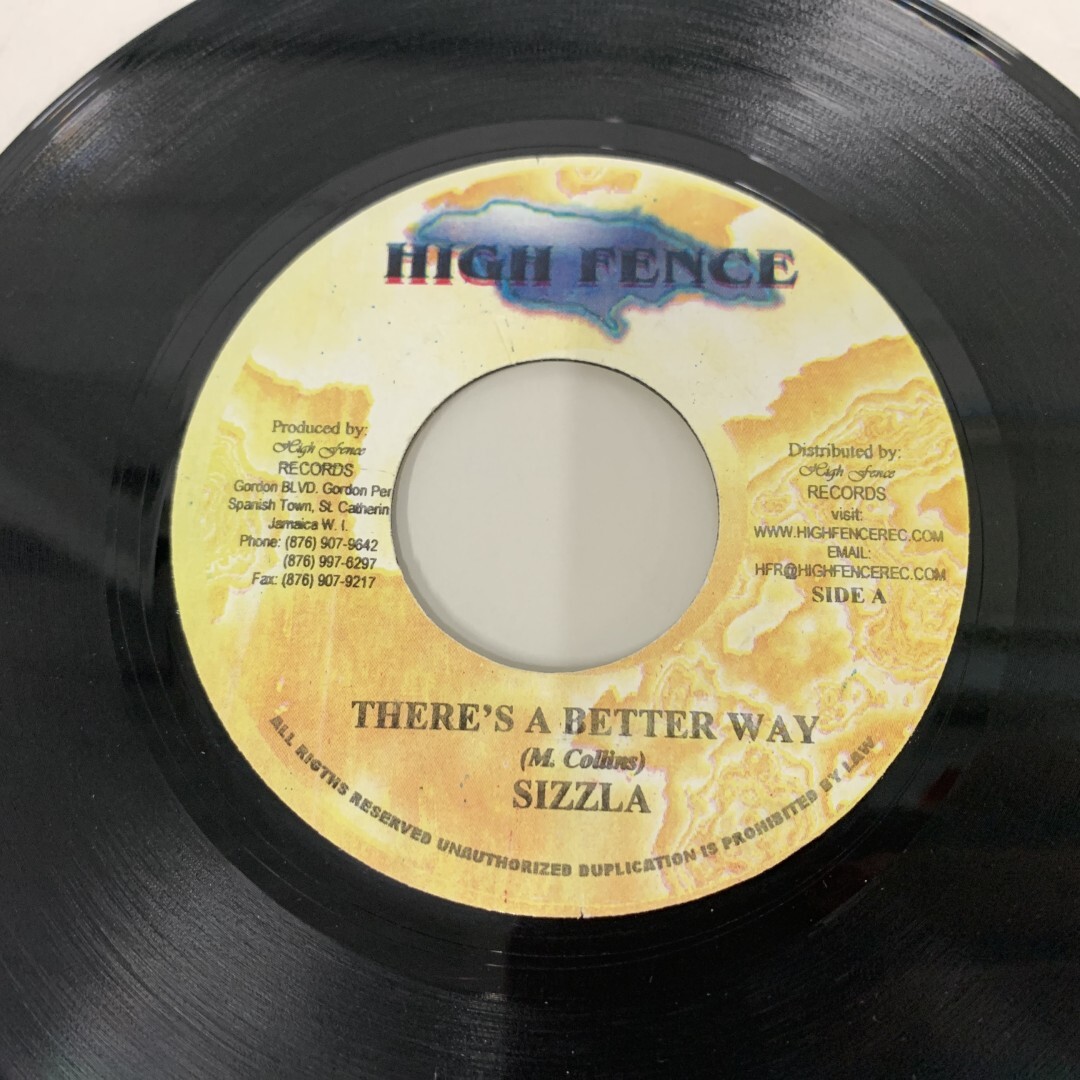 HIGH FENCE
Produced by:
High Fence
RECORDS
Gordon BLVD. Gordon Pen
Spanish Town, St. Catherin
Jamaica W. I.
Phone: (876) 907-9642
(876) 997-6297
Fax: (876) 907-9217
Distributed by:
High Fence
RECORDS
visit:
WWW.HIGHFENCEREC.COM
EMAIL:
HFR@HIGHFENCEREC.COM
SIDE A
THERE'S A BETTER WAY
(M. Collins)
SIZZLA
ALL RIGTHS RESERVED UNAUTHORIZED DUPLICATION IS PROHIBITED BY LAW